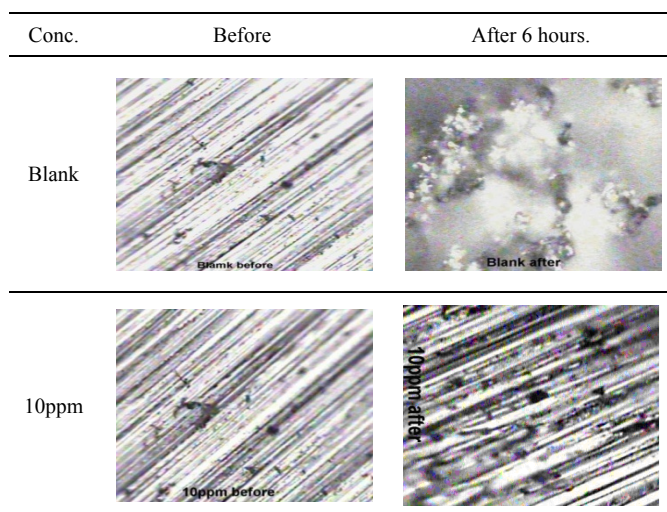 Conc. Before After 6 hours.
Blank
Blamk before
Blank after
10ppm
10ppm before
10ppm after